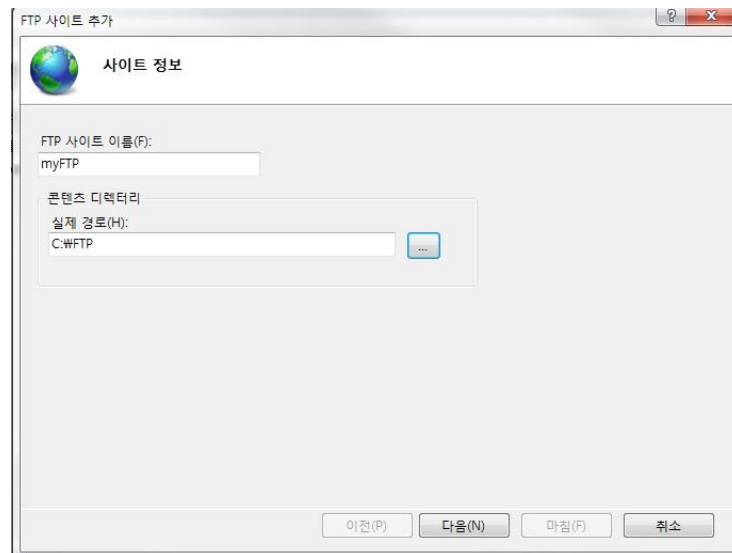 FTP 사이트 추가
사이트 정보
FTP 사이트 이름(F):
myFTP
콘텐츠 디렉터리
실제 경로(H):
C:₩FTP
...
이전(P) 다음(N) 마침(F) 취소